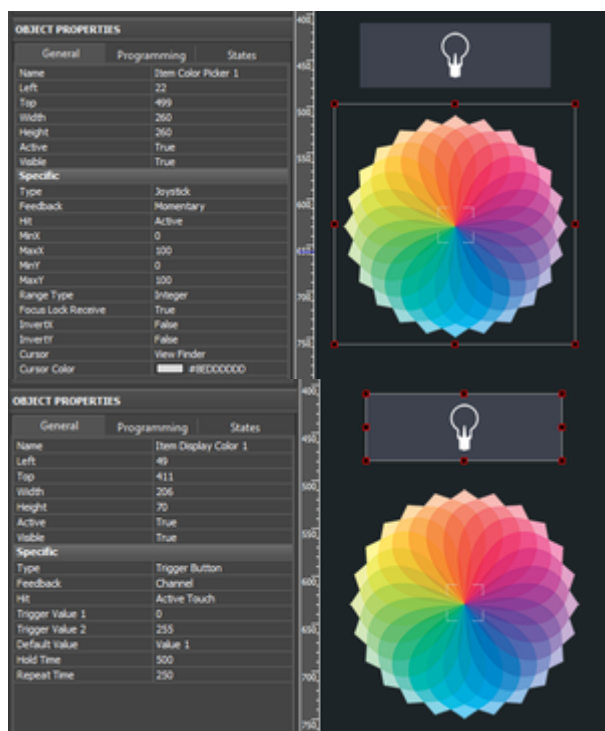 OBJECT PROPERTIES
General Programming States
Name Item Color Picker 1
Left 22
Top 499
Width 260
Height 260
Active True
Visible True
Specific
Type Joystick
Feedback Momentary
Hit Active
MinX 0
MaxX 100
MinY 0
MaxY 100
Range Type Integer
Focus Lock Receive True
InvertX False
InvertY False
Cursor View Finder
Cursor Color #8EDDDDDD
400
450
500
550
600
650
700
750
OBJECT PROPERTIES
General Programming States
Name Item Display Color 1
Left 49
Top 411
Width 206
Height 70
Active True
Visible True
Specific
Type Trigger Button
Feedback Channel
Hit Active Touch
Trigger Value 1 0
Trigger Value 2 255
Default Value Value 1
Hold Time 500
Repeat Time 250
400
450
500
550
600
650
700
750